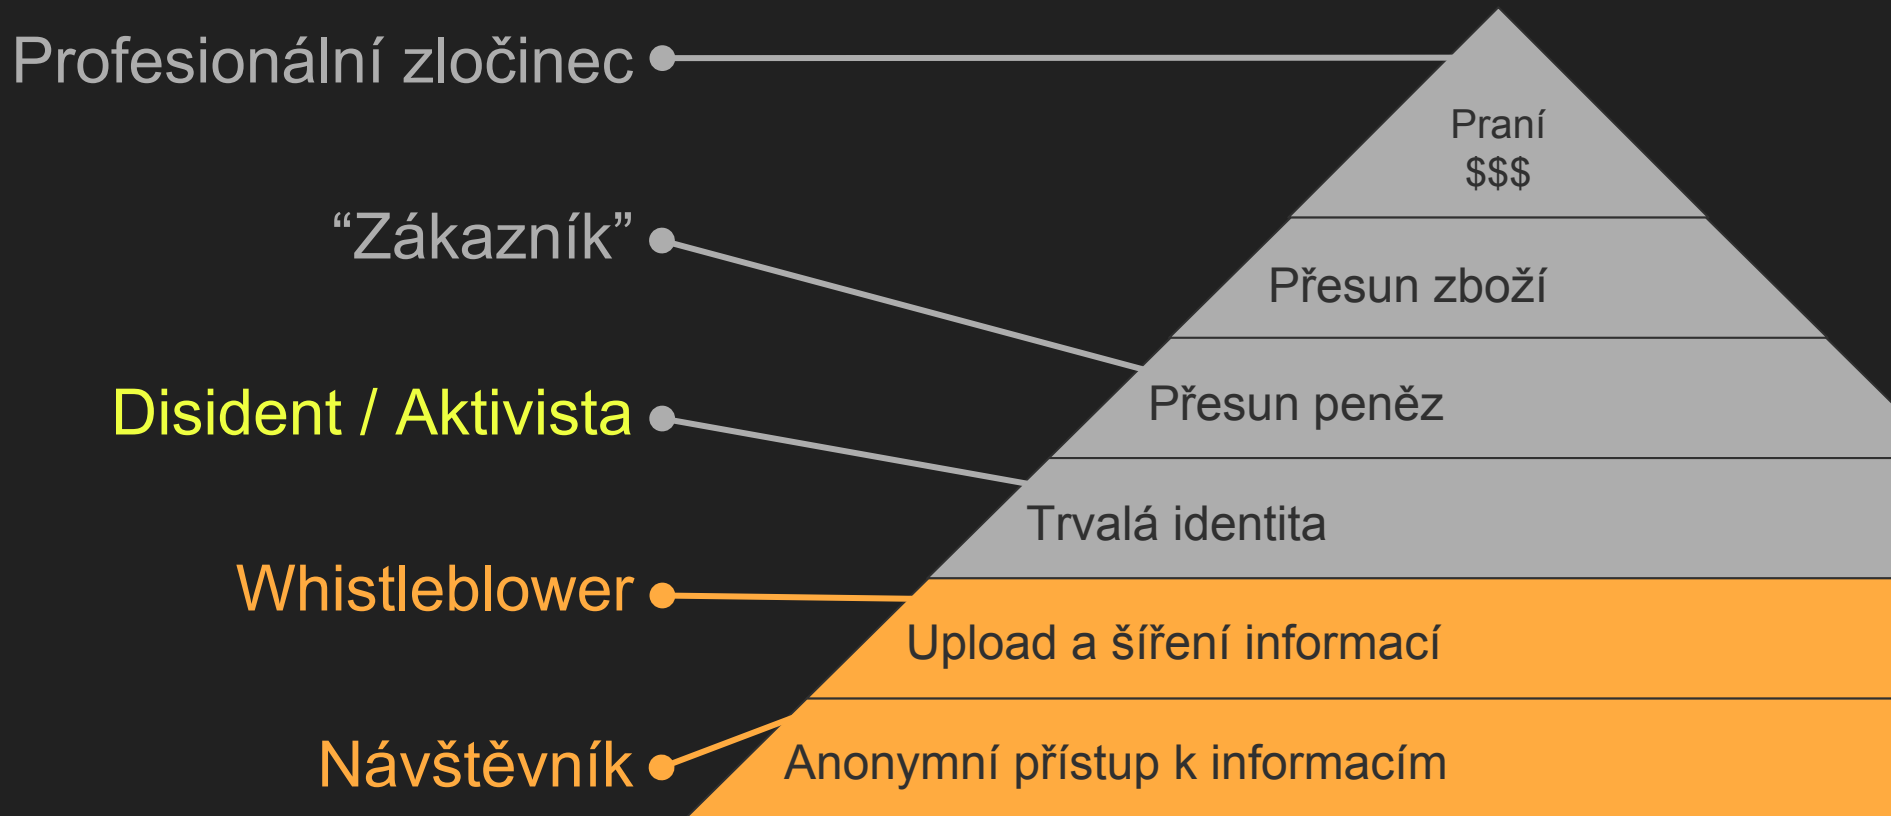 Profesionální zločinec
Praní
$$$
“Zákazník”
Přesun zboží
Přesun peněz
Disident / Aktivista
Trvalá identita
Whistleblower
Upload a šíření informací
Návštěvník
Anonymní přístup k informacím